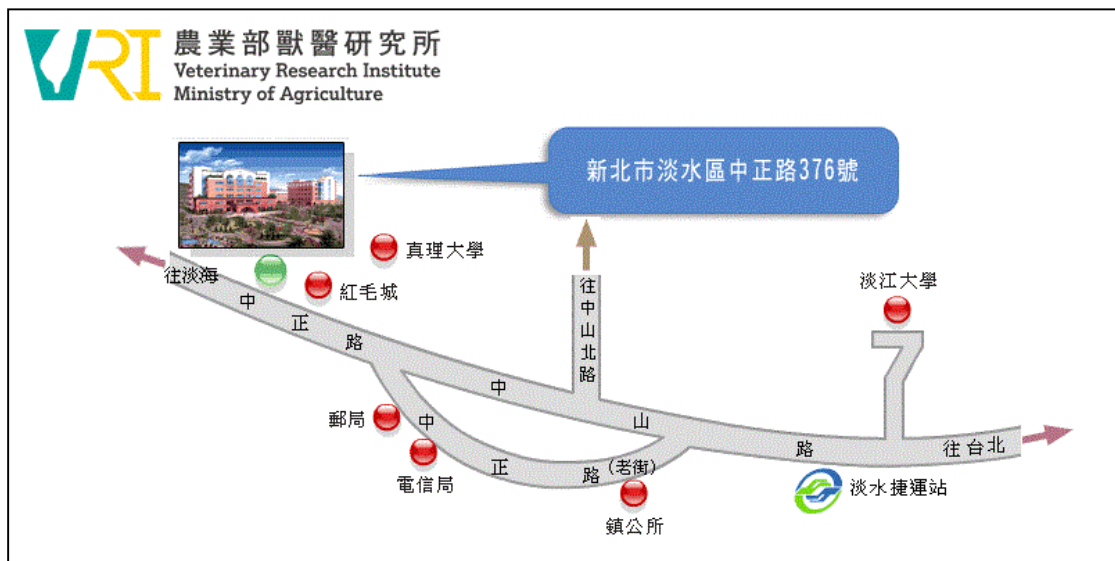 VRI
農業部獸醫研究所
Veterinary Research Institute
Ministry of Agriculture
新北市淡水區中正路376號
真理大學
往淡海
紅毛城
淡江大學
往中山北路
中正路
中山路
郵局
中正路(老街)
電信局
往台北
淡水捷運站
鎮公所